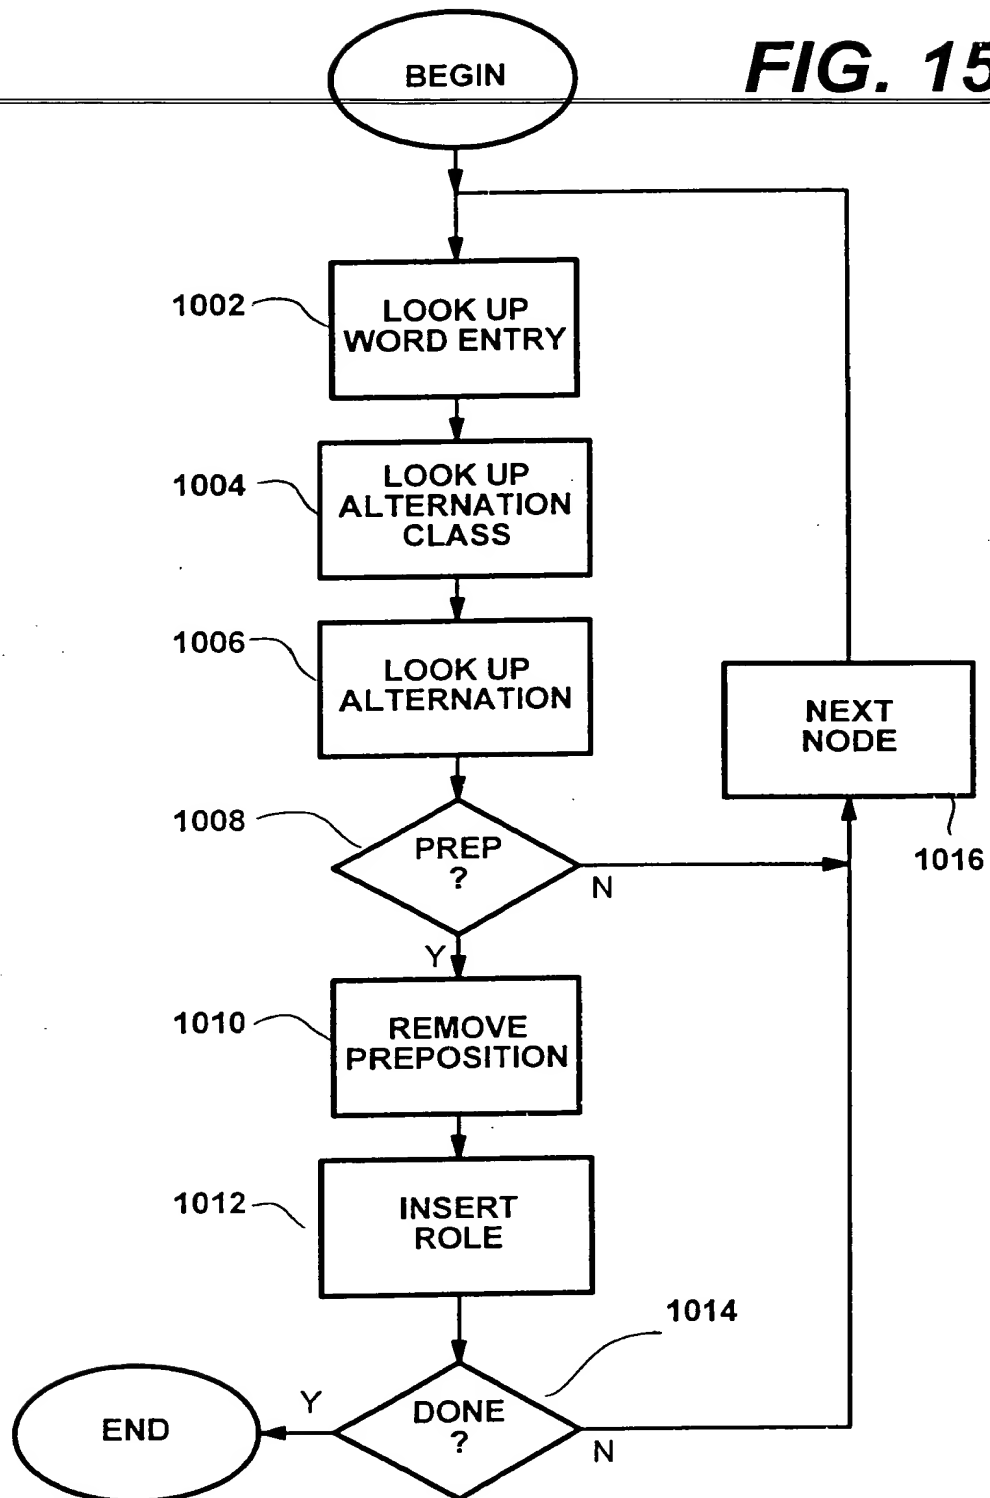 FIG. 15
BEGIN
1002
LOOK UP
WORD ENTRY
1004
LOOK UP
ALTERNATION
CLASS
1006
LOOK UP
ALTERNATION
NEXT
NODE
1016
1008
PREP
?
N
Y
1010
REMOVE
PREPOSITION
1012
INSERT
ROLE
1014
DONE
?
Y
N
END